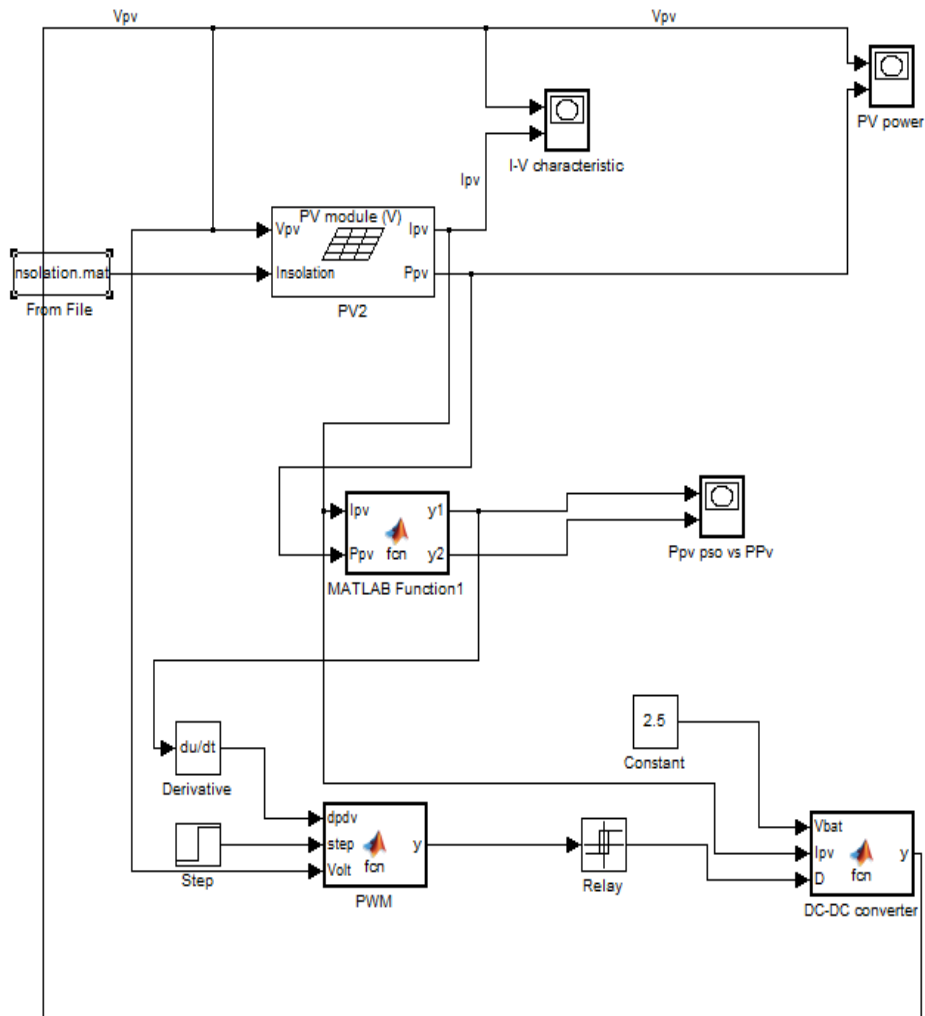 Vpv
Vpv
PV power
I-V characteristic
Ipv
PV module (V)
Vpv
Ipv
nsolation.mat
Insolation
Ppv
From File
PV2
Ipv
y1
Ppv
fcn
y2
MATLAB Function1
Ppv pso vs PPv
du/dt
Derivative
2.5
Constant
dpdv
step
fcn
y
Volt
Step
PWM
Relay
Vbat
Ipv
fcn
y
D
DC-DC converter